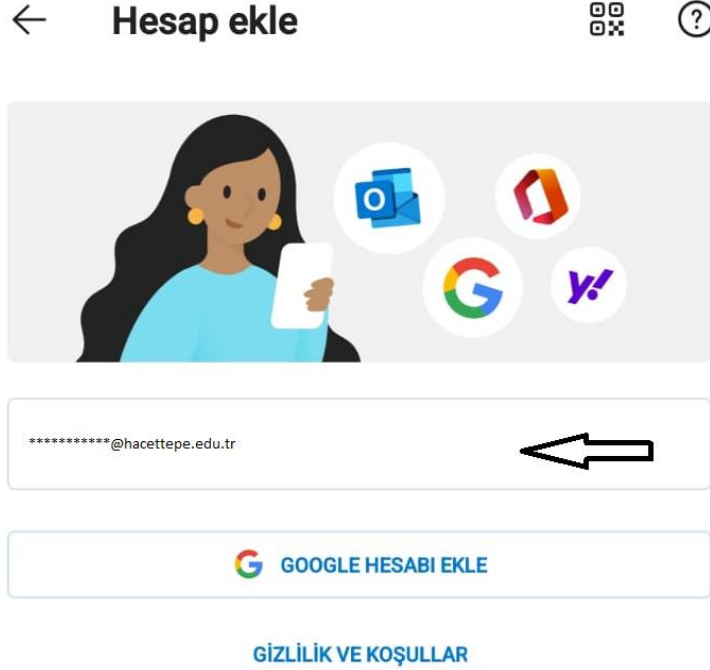 Hesap ekle
***********@hacettepe.edu.tr
GOOGLE HESABI EKLE
GİZLİLİK VE KOŞULLAR